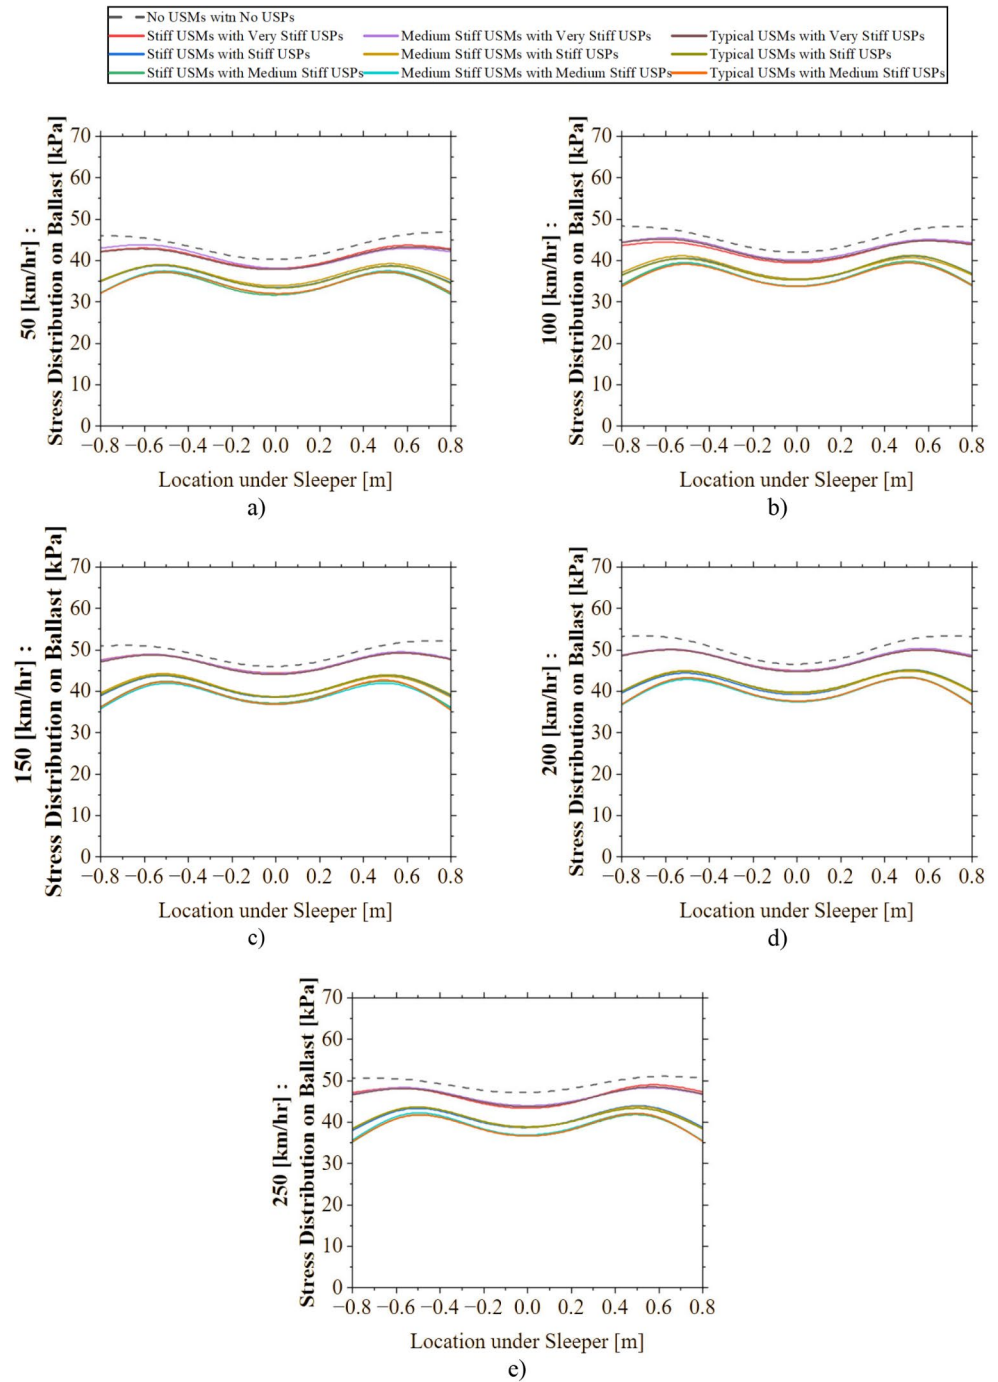 No USMs witn No USPs
Stiff USMs with Very Stiff USPs Medium Stiff USMs with Very Stiff USPs Typical USMs with Very Stiff USPs
Stiff USMs with Stiff USPs Medium Stiff USMs with Stiff USPs Typical USMs with Stiff USPs
Stiff USMs with Medium Stiff USPs Medium Stiff USMs with Medium Stiff USPs Typical USMs with Medium Stiff USPs
50 [km/hr] :
Stress Distribution on Ballast [kPa]
70
60
50
40
30
20
10
0
−0.8 −0.6 −0.4 −0.2 0.0 0.2 0.4 0.6 0.8
Location under Sleeper [m]
a)
100 [km/hr] :
Stress Distribution on Ballast [kPa]
70
60
50
40
30
20
10
0
−0.8 −0.6 −0.4 −0.2 0.0 0.2 0.4 0.6 0.8
Location under Sleeper [m]
b)
150 [km/hr] :
Stress Distribution on Ballast [kPa]
70
60
50
40
30
20
10
0
−0.8 −0.6 −0.4 −0.2 0.0 0.2 0.4 0.6 0.8
Location under Sleeper [m]
c)
200 [km/hr] :
Stress Distribution on Ballast [kPa]
70
60
50
40
30
20
10
0
−0.8 −0.6 −0.4 −0.2 0.0 0.2 0.4 0.6 0.8
Location under Sleeper [m]
d)
250 [km/hr] :
Stress Distribution on Ballast [kPa]
70
60
50
40
30
20
10
0
−0.8 −0.6 −0.4 −0.2 0.0 0.2 0.4 0.6 0.8
Location under Sleeper [m]
e)